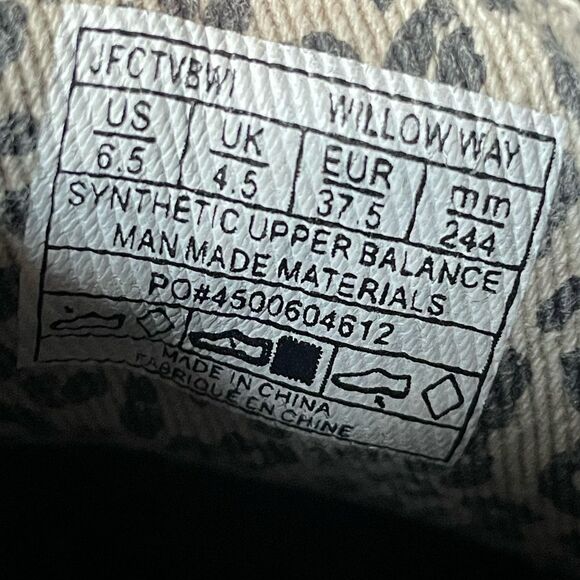 JFCTVBWI WILLOW WAY
US UK EUR mm
6.5 4.5 37.5 244
SYNTHETIC UPPER BALANCE
MAN MADE MATERIALS
PO#4500604612
MADE IN CHINA
FABRIQUE EN CHINE